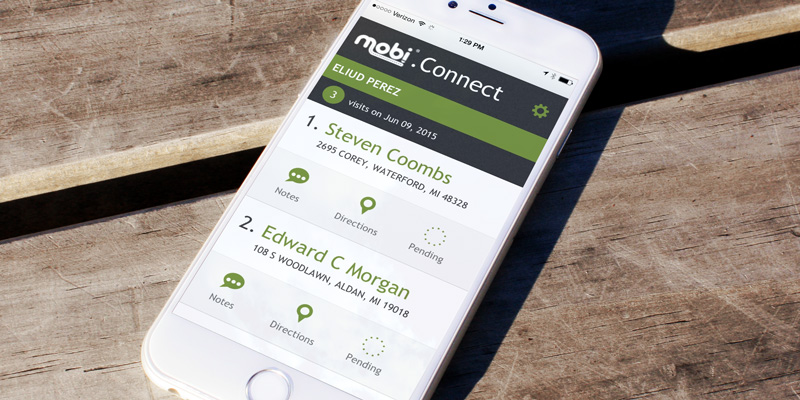 Verizon
1:29 PM
mobi . Connect
ELIUD PEREZ
3 visits on Jun 09, 2015
1. Steven Coombs
2695 COREY, WATERFORD, MI 48328
Notes Directions Pending
2. Edward C Morgan
108 S WOODLAWN, ALDAN, MI 19018
Notes Directions Pending